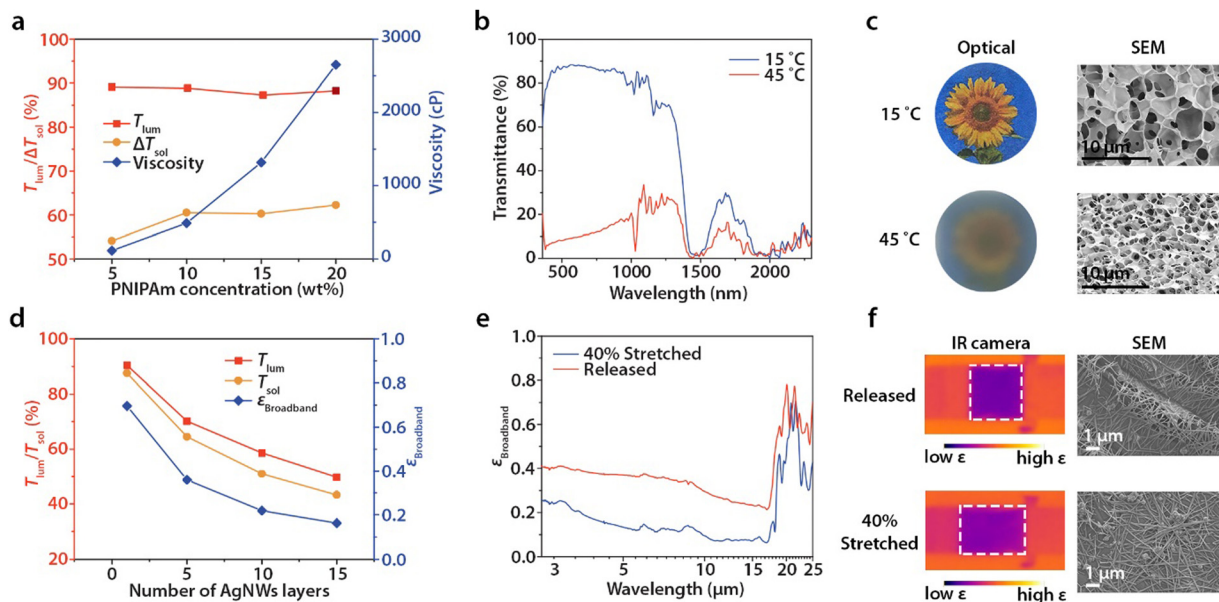 a
T_lum/ΔT_sol (%)
100
90
80
70
60
50
T_lum
ΔT_sol
Viscosity
3000
2000
1000
0
Viscosity (cP)
5 10 15 20
PNIPAm concentration (wt%)
b
Transmittance (%)
100
80
60
40
20
0
15 ˚C
45 ˚C
500 1000 1500 2000
Wavelength (nm)
c
Optical SEM
15 ˚C
10 μm
45 ˚C
10 μm
d
T_lum/T_sol (%)
100
80
60
40
20
T_lum
T_sol
ε_Broadband
1.0
0.8
0.6
0.4
0.2
0.0
ε_Broadband
0 5 10 15
Number of AgNWs layers
e
ε_Broadband
1.0
0.8
0.6
0.4
0.2
0.0
40% Stretched
Released
3 5 10 15 20 25
Wavelength (μm)
f
IR camera SEM
Released
low ε high ε
1 μm
40%
Stretched
low ε high ε
1 μm